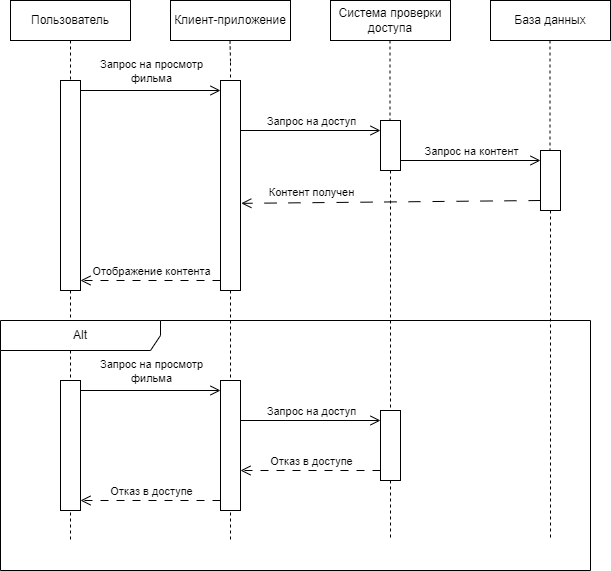 Пользователь
Клиент-приложение
Система проверки
доступа
База данных
Запрос на просмотр
фильма
Запрос на доступ
Запрос на контент
Контент получен
Отображение контента
Alt
Запрос на просмотр
фильма
Запрос на доступ
Отказ в доступе
Отказ в доступе